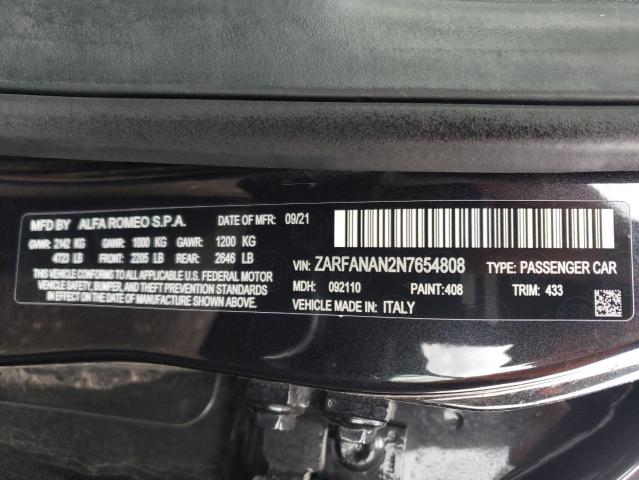 MFD BY ALFA ROMEO S.P.A. DATE OF MFR 09/21
GVWR: 2142 KG GAWR: 1000 KG GAWR: 1200 KG
4723 LB FRONT: 2205 LB REAR: 2646 LB
THIS VEHICLE CONFORMS TO ALL APPLICABLE U.S. FEDERAL MOTOR
VEHICLE SAFETY, BUMPER, AND THEFT PREVENTION STANDARDS
IN EFFECT ON THE DATE OF MANUFACTURE SHOWN ABOVE.
VIN: ZARFANAN2N7654808 TYPE: PASSENGER CAR
MDH: 092110 PAINT: 408 TRIM: 433
VEHICLE MADE IN: ITALY